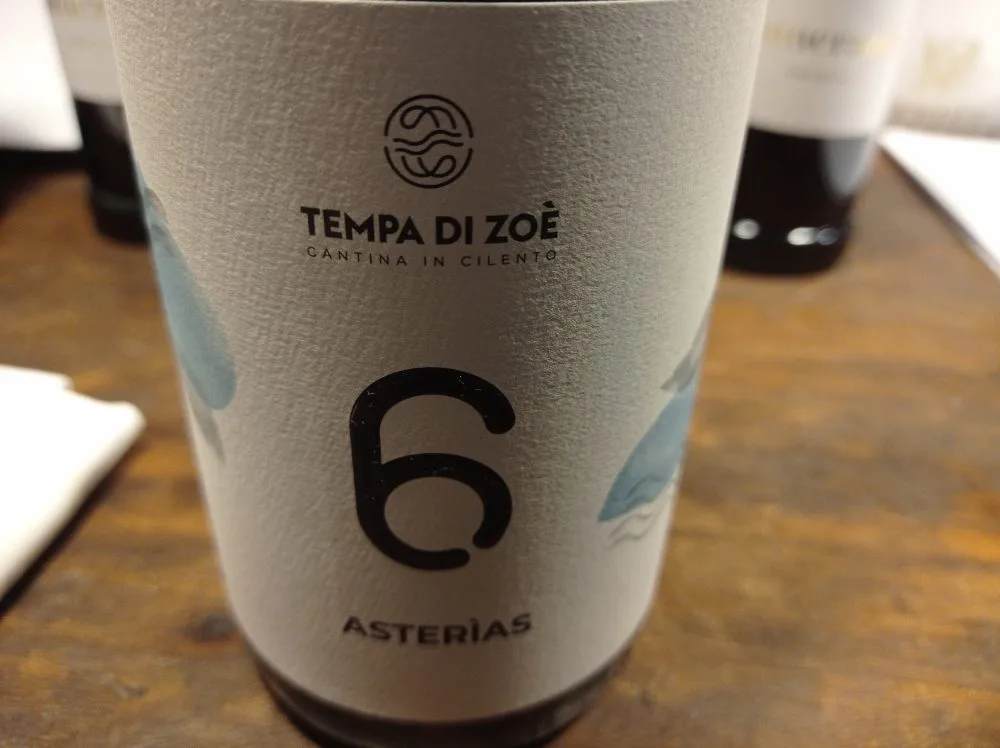 TEMPA DI ZOÈ
CANTINA IN CILENTO
6
ASTERÌAS